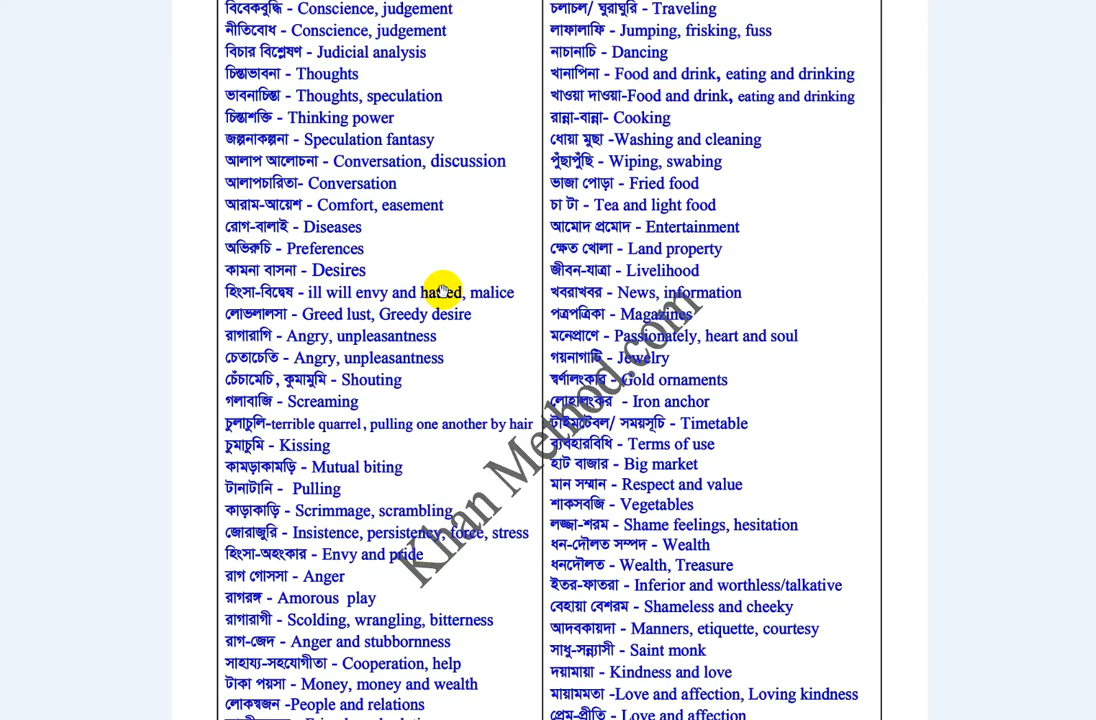 বিবেকবুদ্ধি - Conscience, judgement
নীতিবোধ - Conscience, judgement
বিচার বিশ্লেষণ - Judicial analysis
চিন্তাভাবনা - Thoughts
ভাবনাচিন্তা - Thoughts, speculation
চিন্তাশক্তি - Thinking power
জল্পনাকল্পনা - Speculation fantasy
আলাপ আলোচনা - Conversation, discussion
আলাপচারিতা- Conversation
আরাম-আয়েশ - Comfort, easement
রোগ-বালাই - Diseases
অভিরুচি - Preferences
কামনা বাসনা - Desires
হিংসা-বিদ্বেষ - ill will envy and hatred, malice
লোভলালসা - Greed lust, Greedy desire
রাগারাগি - Angry, unpleasantness
চেতাচেতি - Angry, unpleasantness
চেঁচামেচি, কুমামুমি - Shouting
গলাবাজি - Screaming
চুলাচুলি-terrible quarrel, pulling one another by hair
চুমাচুমি - Kissing
কামড়াকামড়ি - Mutual biting
টানাটানি - Pulling
কাড়াকাড়ি - Scrimmage, scrambling
জোরাজুরি - Insistence, persistency, force, stress
হিংসা-অহংকার - Envy and pride
রাগ গোসসা - Anger
রাগরঙ্গ - Amorous play
রাগারাগী - Scolding, wrangling, bitterness
রাগ-জেদ - Anger and stubbornness
সাহায্য-সহযোগীতা - Cooperation, help
টাকা পয়সা - Money, money and wealth
লোকস্বজন -People and relations
চলাচল/ ঘুরাঘুরি - Traveling
লাফালাফি - Jumping, frisking, fuss
নাচানাচি - Dancing
খানাপিনা - Food and drink, eating and drinking
খাওয়া দাওয়া-Food and drink, eating and drinking
রান্না-বান্না- Cooking
ধোয়া মুছা -Washing and cleaning
পুঁছাপুঁছি - Wiping, swabing
ভাজা পোড়া - Fried food
চা টা - Tea and light food
আমোদ প্রমোদ - Entertainment
ক্ষেত খোলা - Land property
জীবন-যাত্রা - Livelihood
খবরাখবর - News, information
পত্রপত্রিকা - Magazines
মনেপ্রাণে - Passionately, heart and soul
গয়নাগাটি - Jewelry
স্বর্ণালংকার - Gold ornaments
লোহালংকর - Iron anchor
টাইমটেবল/ সময়সূচি - Timetable
ব্যবহারবিধি - Terms of use
হাট বাজার - Big market
মান সম্মান - Respect and value
শাকসবজি - Vegetables
লজ্জা-শরম - Shame feelings, hesitation
ধন-দৌলত সম্পদ - Wealth
ধনদৌলত - Wealth, Treasure
ইতর-ফাতরা - Inferior and worthless/talkative
বেহায়া বেশরম - Shameless and cheeky
আদবকায়দা - Manners, etiquette, courtesy
সাধু-সন্ন্যাসী - Saint monk
দয়ামায়া - Kindness and love
মায়ামমতা -Love and affection, Loving kindness
প্রেম-প্রীতি - Love and affection
Khan Method.com